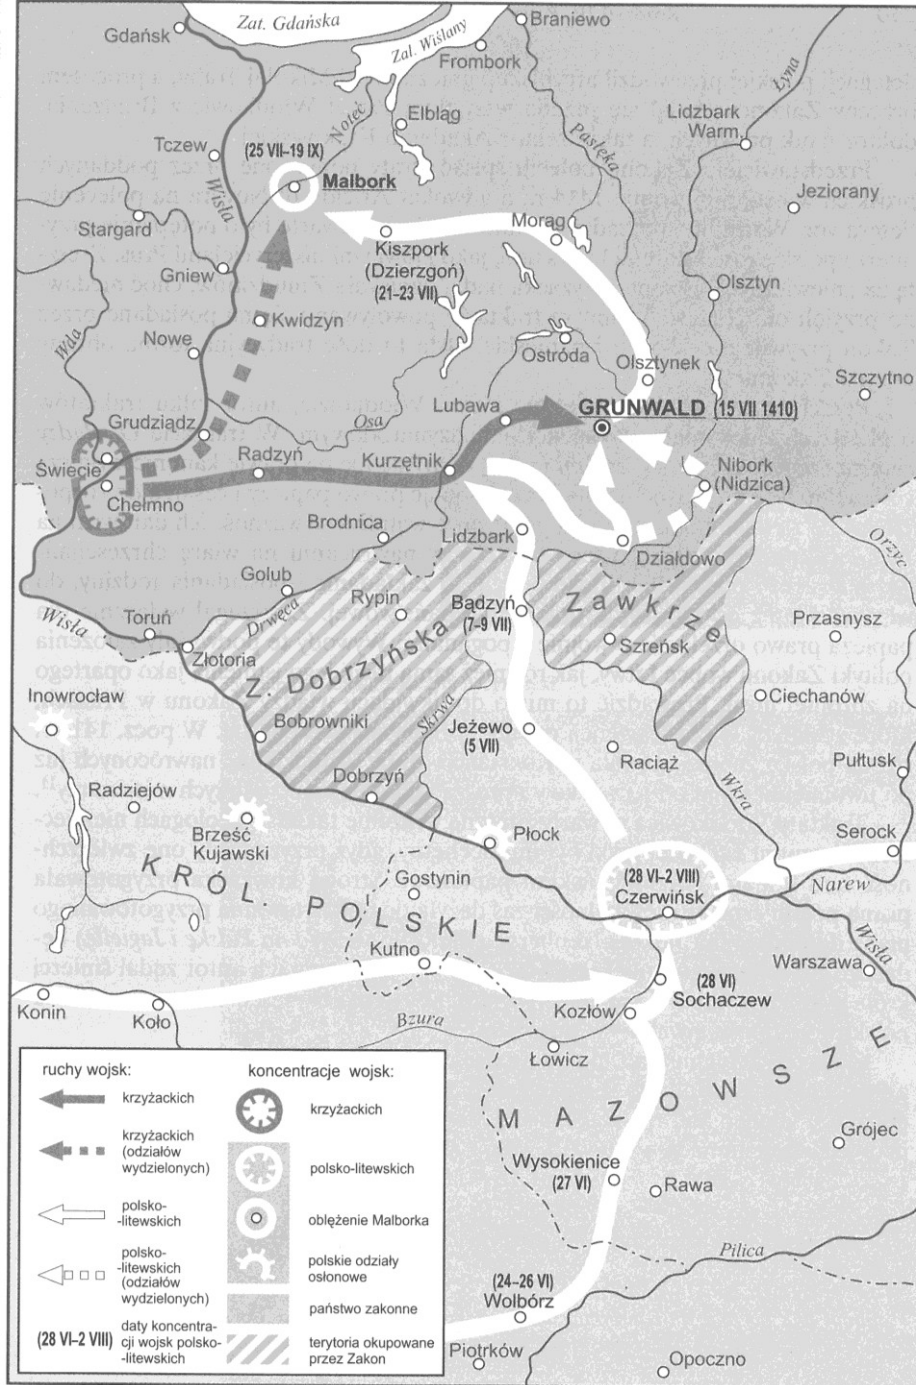 Zat. Gdańska
Braniewo
Gdańsk
Zal. Wiślany
Frombork
Łyna
Noteć
Elbląg
Pasłęka
Lidzbark
Warm.
Tczew
(25 VII–19 IX)
Malbork
Wisła
Jeziorany
Stargard
Morąg
Kiszpork
(Dzierzgoń)
(21–23 VII)
Gniew
Olsztyn
Wda
Kwidzyn
Nowe
Ostróda
Olsztynek
Szczytno
Lubawa
GRUNWALD (15 VII 1410)
Grudziądz
Osa
Świecie
Radzyń
Kurzętnik
Nibork
(Nidzica)
Chełmno
Brodnica
Lidzbark
Działdowo
Orzyc
Golub
Rypin
Bądzyń
(7–9 VII)
Zawkrze
Przasnysz
Wisła
Toruń
Drwęca
Szreńsk
Złotoria
Z. Dobrzyńska
Inowrocław
Skrwa
Ciechanów
Bobrowniki
Jeżewo
(5 VII)
Raciąż
Pułtusk
Dobrzyń
Wkra
Radziejów
Brześć
Kujawski
Płock
Serock
(28 VI–2 VIII)
Czerwińsk
Narew
Gostynin
KRÓL. POLSKIE
Wisła
Kutno
Warszawa
(28 VI)
Sochaczew
Konin
Koło
Kozłów
Bzura
Łowicz
MAZOWSZE
Grójec
Wysokienice
(27 VI)
Rawa
Pilica
(24–26 VI)
Wolbórz
Piotrków
Opoczno
ruchy wojsk:
krzyżackich
krzyżackich
(odziałów
wydzielonych)
polsko-
-litewskich
polsko-
-litewskich
(odziałów
wydzielonych)
(28 VI–2 VIII)
daty koncentra-
cji wojsk polsko-
-litewskich
koncentracje wojsk:
krzyżackich
polsko-litewskich
oblężenie Malborka
polskie odziały
osłonowe
państwo zakonne
terytoria okupowane
przez Zakon